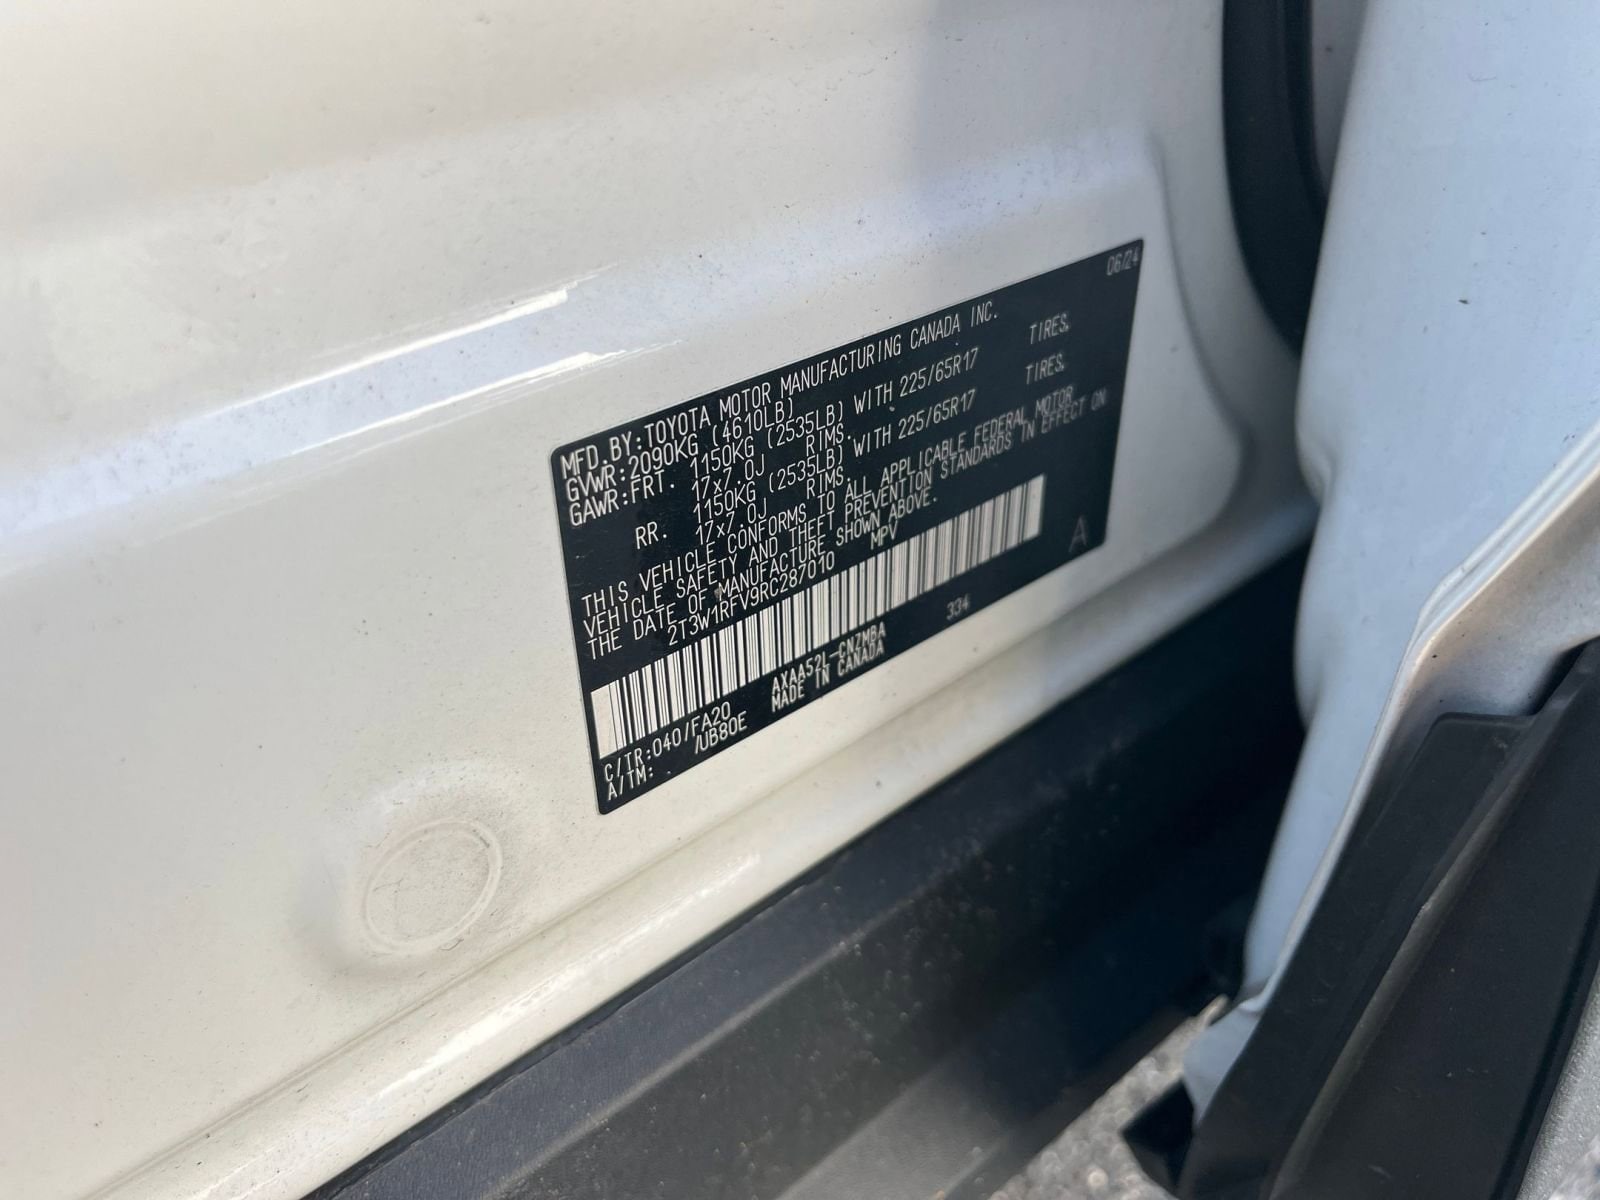 06/24
MFD. BY: TOYOTA MOTOR MANUFACTURING CANADA INC.
GVWR: 2090KG (4610LB)
GAWR: FRT. 1150KG (2535LB) WITH 225/65R17 TIRES,
17x7.0J RIMS.
RR. 1150KG (2535LB) WITH 225/65R17 TIRES,
17x7.0J RIMS.
THIS VEHICLE CONFORMS TO ALL APPLICABLE FEDERAL MOTOR
VEHICLE SAFETY AND THEFT PREVENTION STANDARDS IN EFFECT ON
THE DATE OF MANUFACTURE SHOWN ABOVE.
2T3W1RFV9RC287010 MPV
A
C/TR: 040/FA20 AXAA52L-CNZMBA 334
A/TM: /UB80E MADE IN CANADA